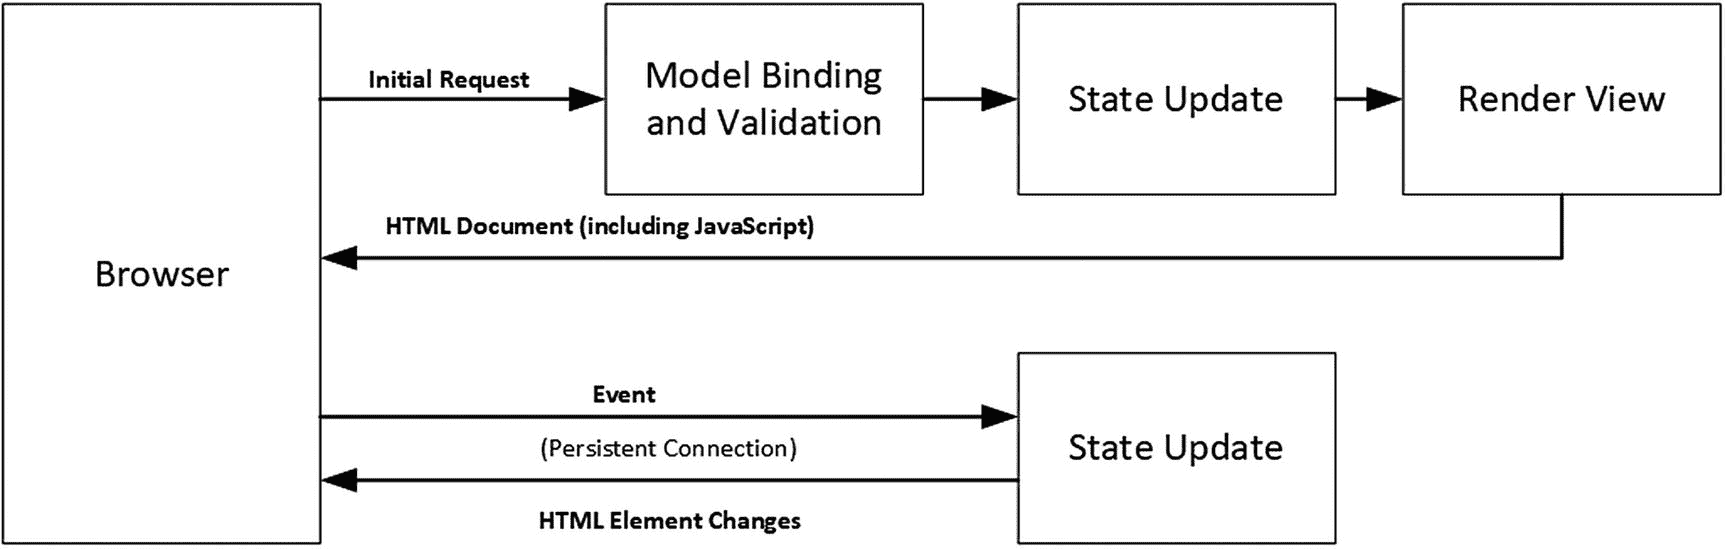 Browser
Initial Request
Model Binding
and Validation
State Update
Render View
HTML Document (including JavaScript)
Event
(Persistent Connection)
HTML Element Changes
State Update